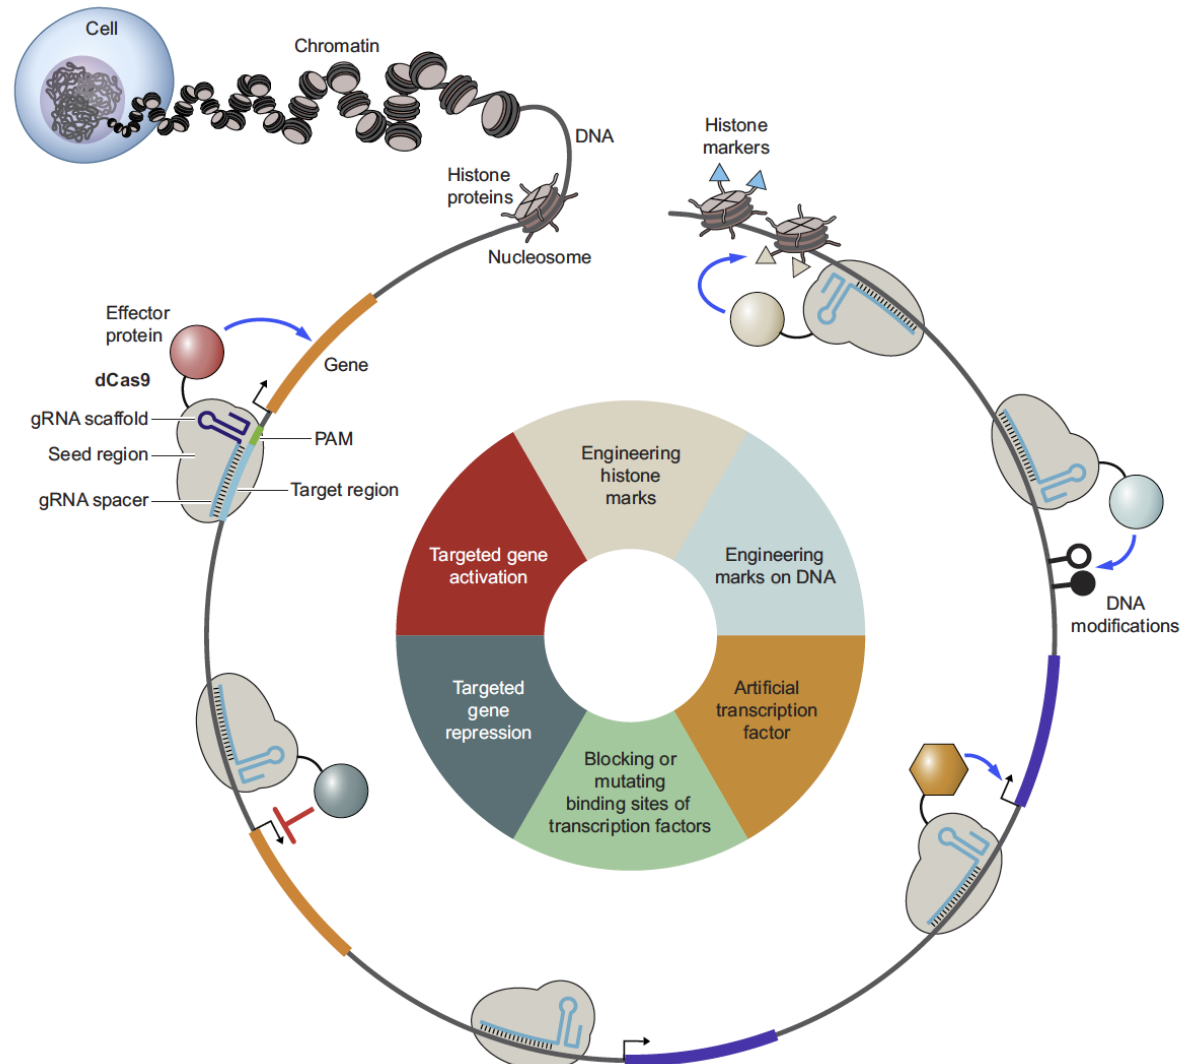 Cell
Chromatin
DNA
Histone
proteins
Nucleosome
Histone
markers
Effector
protein
dCas9
gRNA scaffold
Seed region
gRNA spacer
Gene
PAM
Target region
Engineering
histone
marks
Targeted gene
activation
Engineering
marks on DNA
DNA
modifications
Targeted
gene
repression
Artificial
transcription
factor
Blocking or
mutating
binding sites of
transcription factors